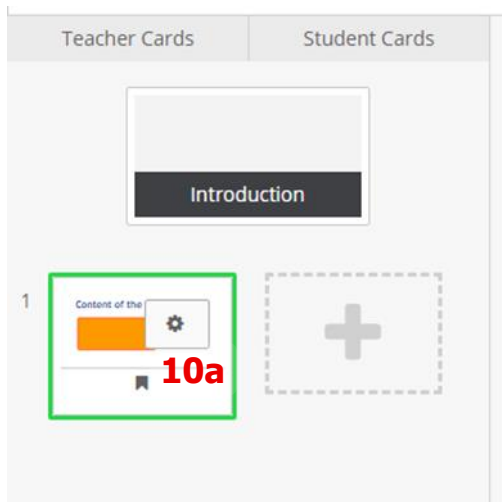 Teacher Cards Student Cards
Introduction
1
Content of the
10a